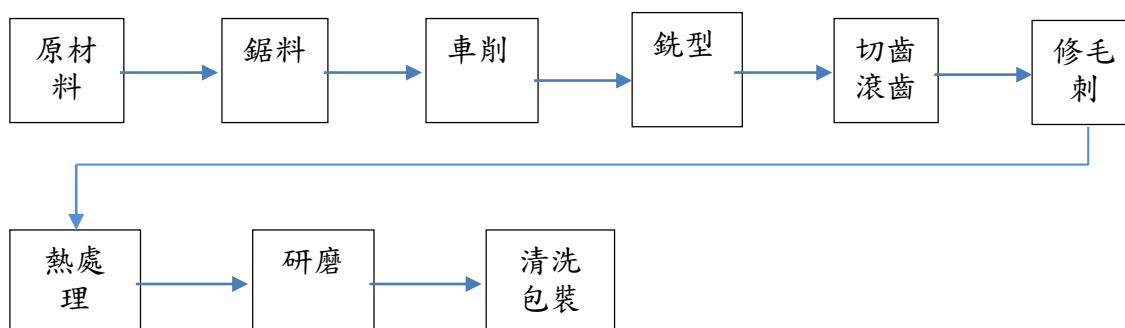 原材
料
鋸料
車削
銑型
切齒
滾齒
修毛
刺
熱處
理
研磨
清洗
包裝